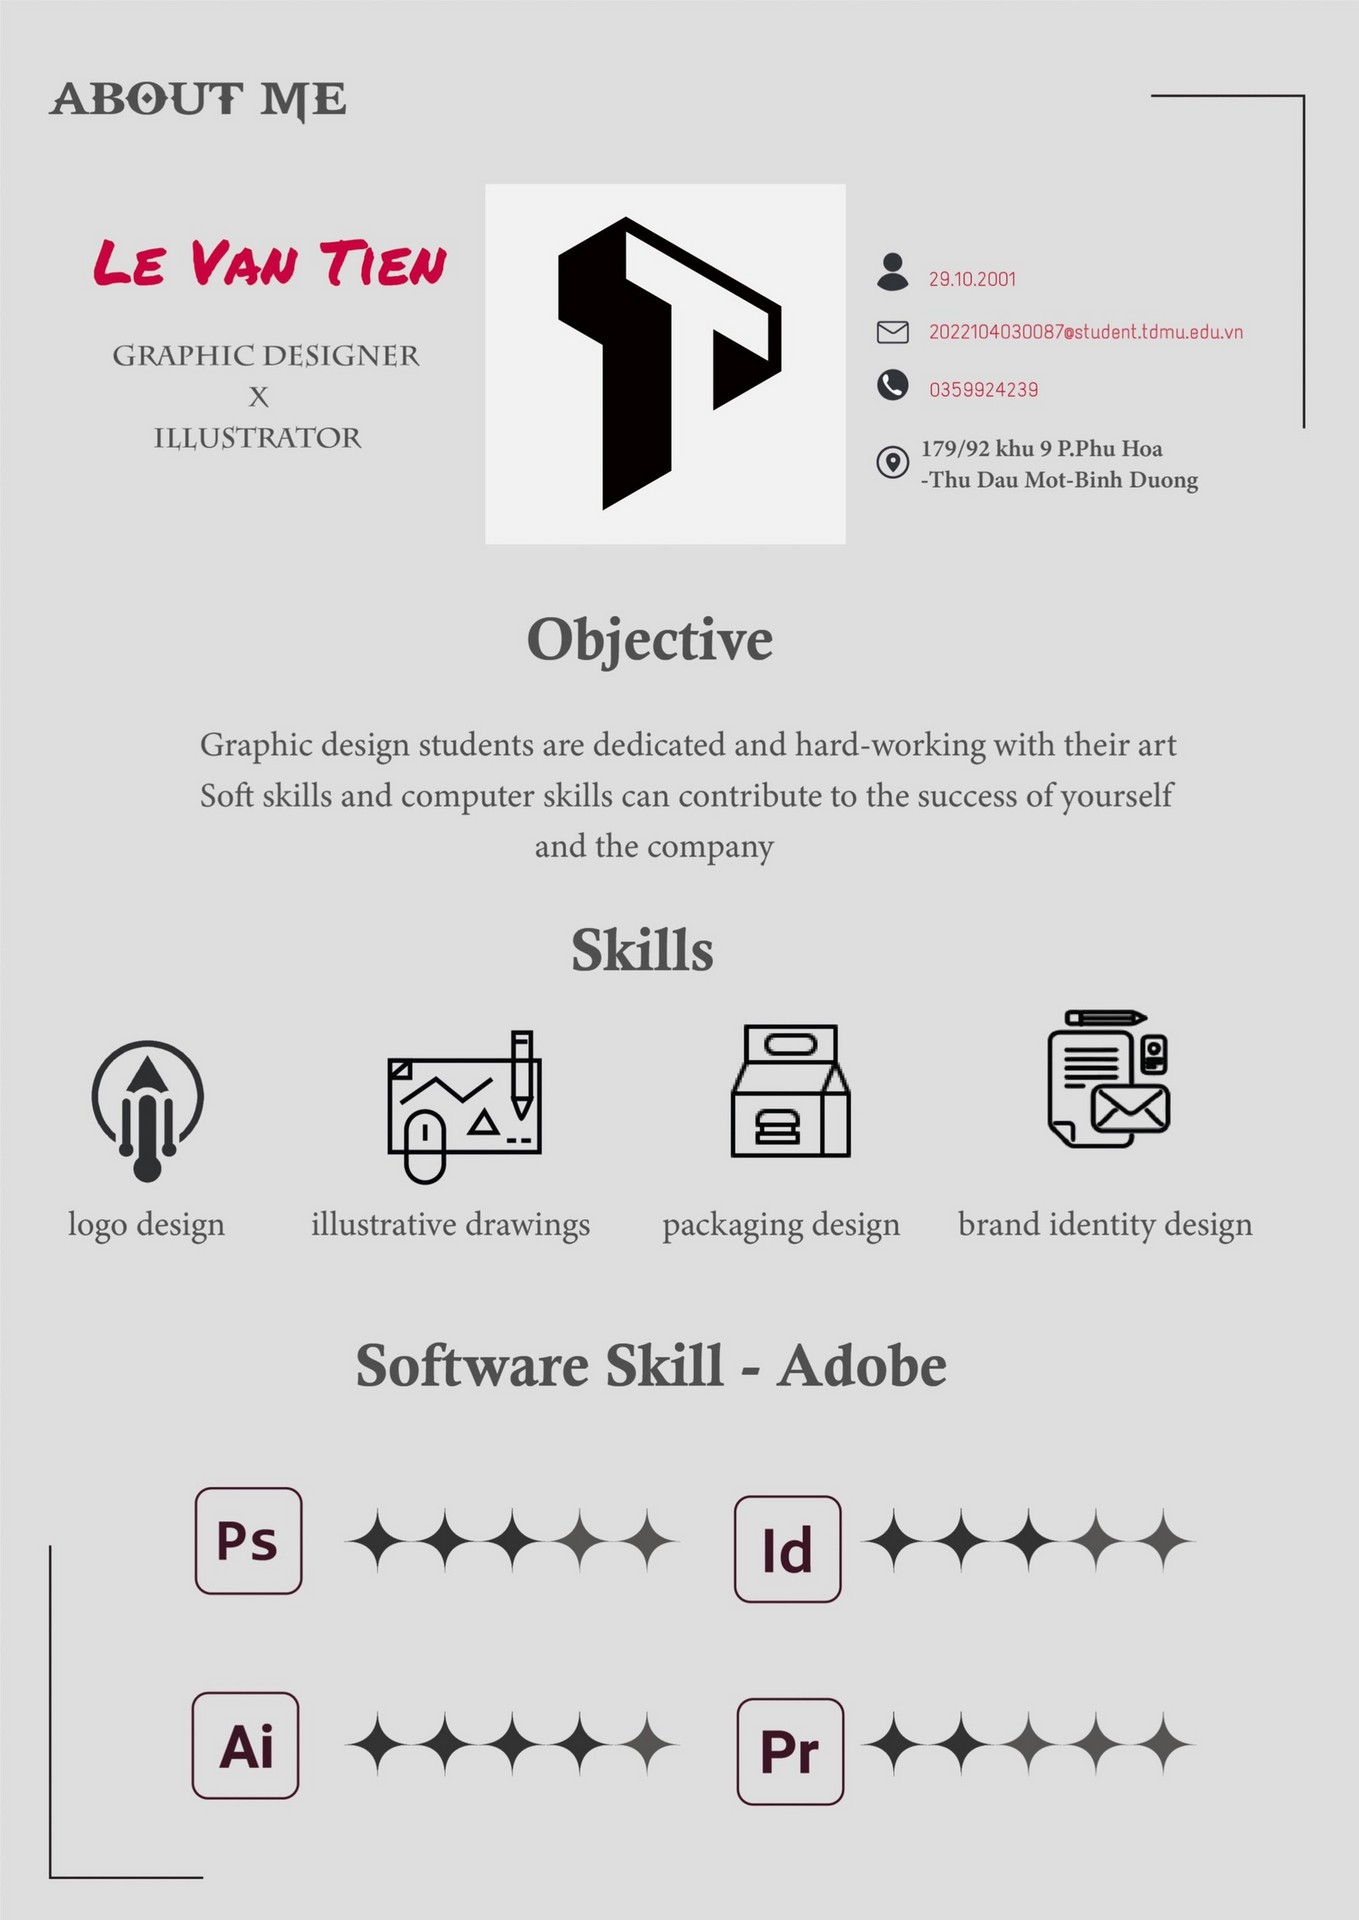 ABOUT ME
LE VAN TIEN
GRAPHIC DESIGNER
X
ILLUSTRATOR
29.10.2001
2022104030087@student.tdmu.edu.vn
0359924239
179/92 khu 9 P.Phu Hoa
-Thu Dau Mot-Binh Duong
Objective
Graphic design students are dedicated and hard-working with their art
Soft skills and computer skills can contribute to the success of yourself
and the company
Skills
logo design
illustrative drawings
packaging design
brand identity design
Software Skill - Adobe
Ps
Id
Ai
Pr